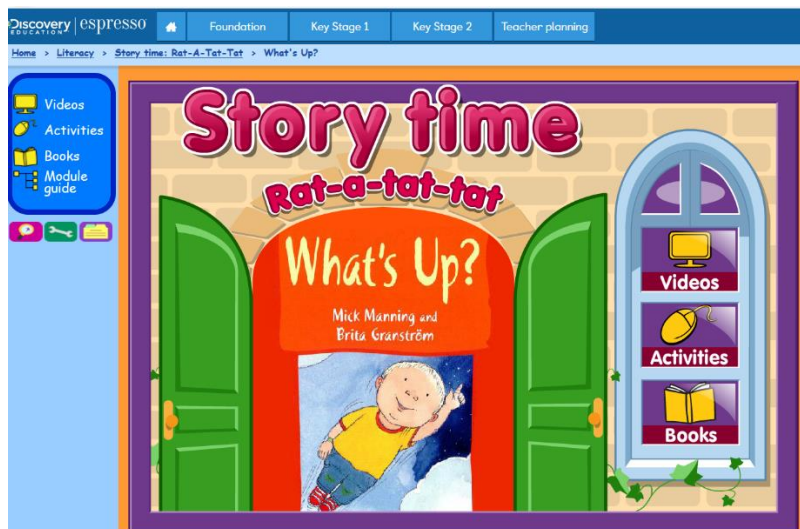 Discovery EDUCATION | espresso
Foundation Key Stage 1 Key Stage 2 Teacher planning
Home > Literacy > Story time: Rat-A-Tat-Tat > What's Up?
Videos
Activities
Books
Module
guide
Story time
Rat-a-tat-tat
What's Up?
Mick Manning and
Brita Granström
Videos
Activities
Books